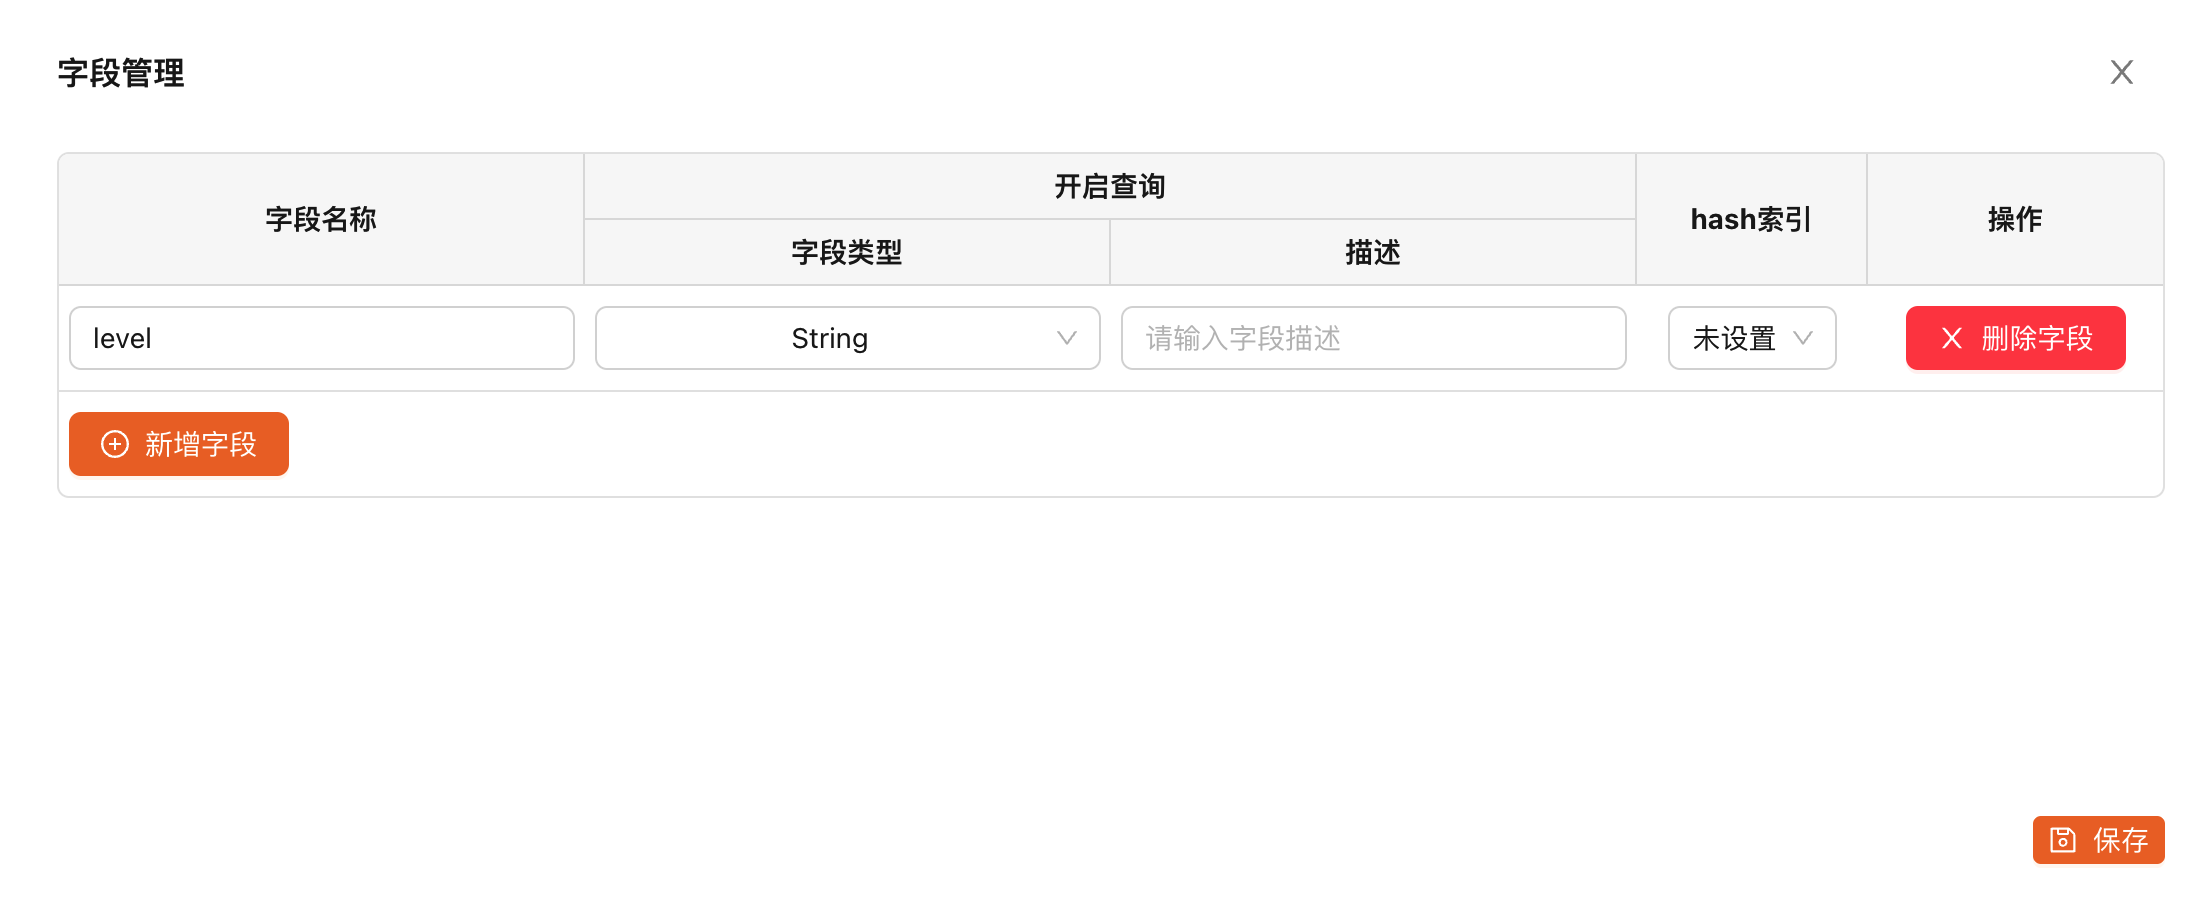 字段管理
字段名称
开启查询
字段类型
描述
hash索引
操作
level
String
请输入字段描述
未设置
删除字段
新增字段
保存